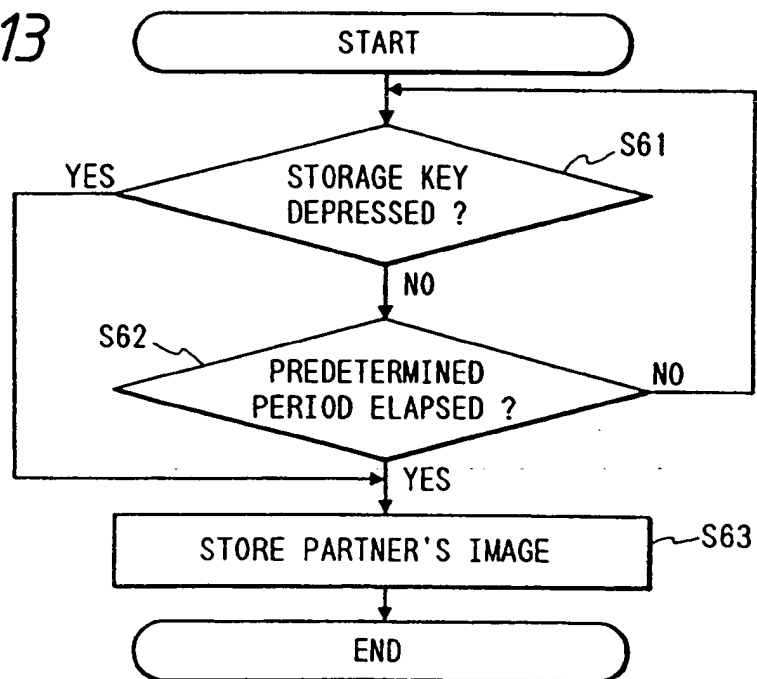 13
START
S61
YES
STORAGE KEY
DEPRESSED ?
NO
S62
PREDETERMINED
PERIOD ELAPSED ?
NO
YES
STORE PARTNER'S IMAGE
S63
END